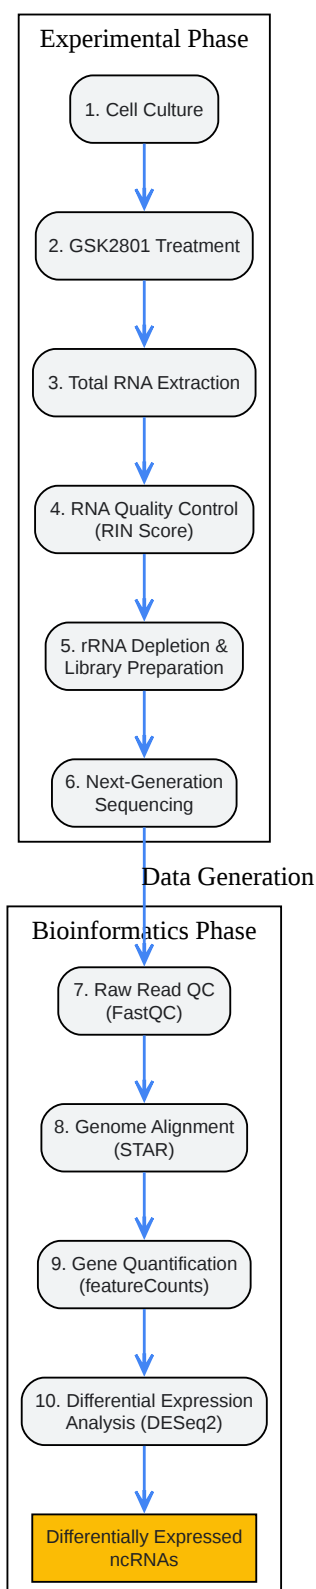 Experimental Phase
1. Cell Culture
2. GSK2801 Treatment
3. Total RNA Extraction
4. RNA Quality Control
(RIN Score)
5. rRNA Depletion &
Library Preparation
6. Next-Generation
Sequencing
Data Generation
Bioinformatics Phase
7. Raw Read QC
(FastQC)
8. Genome Alignment
(STAR)
9. Gene Quantification
(featureCounts)
10. Differential Expression
Analysis (DESeq2)
Differentially Expressed
ncRNAs